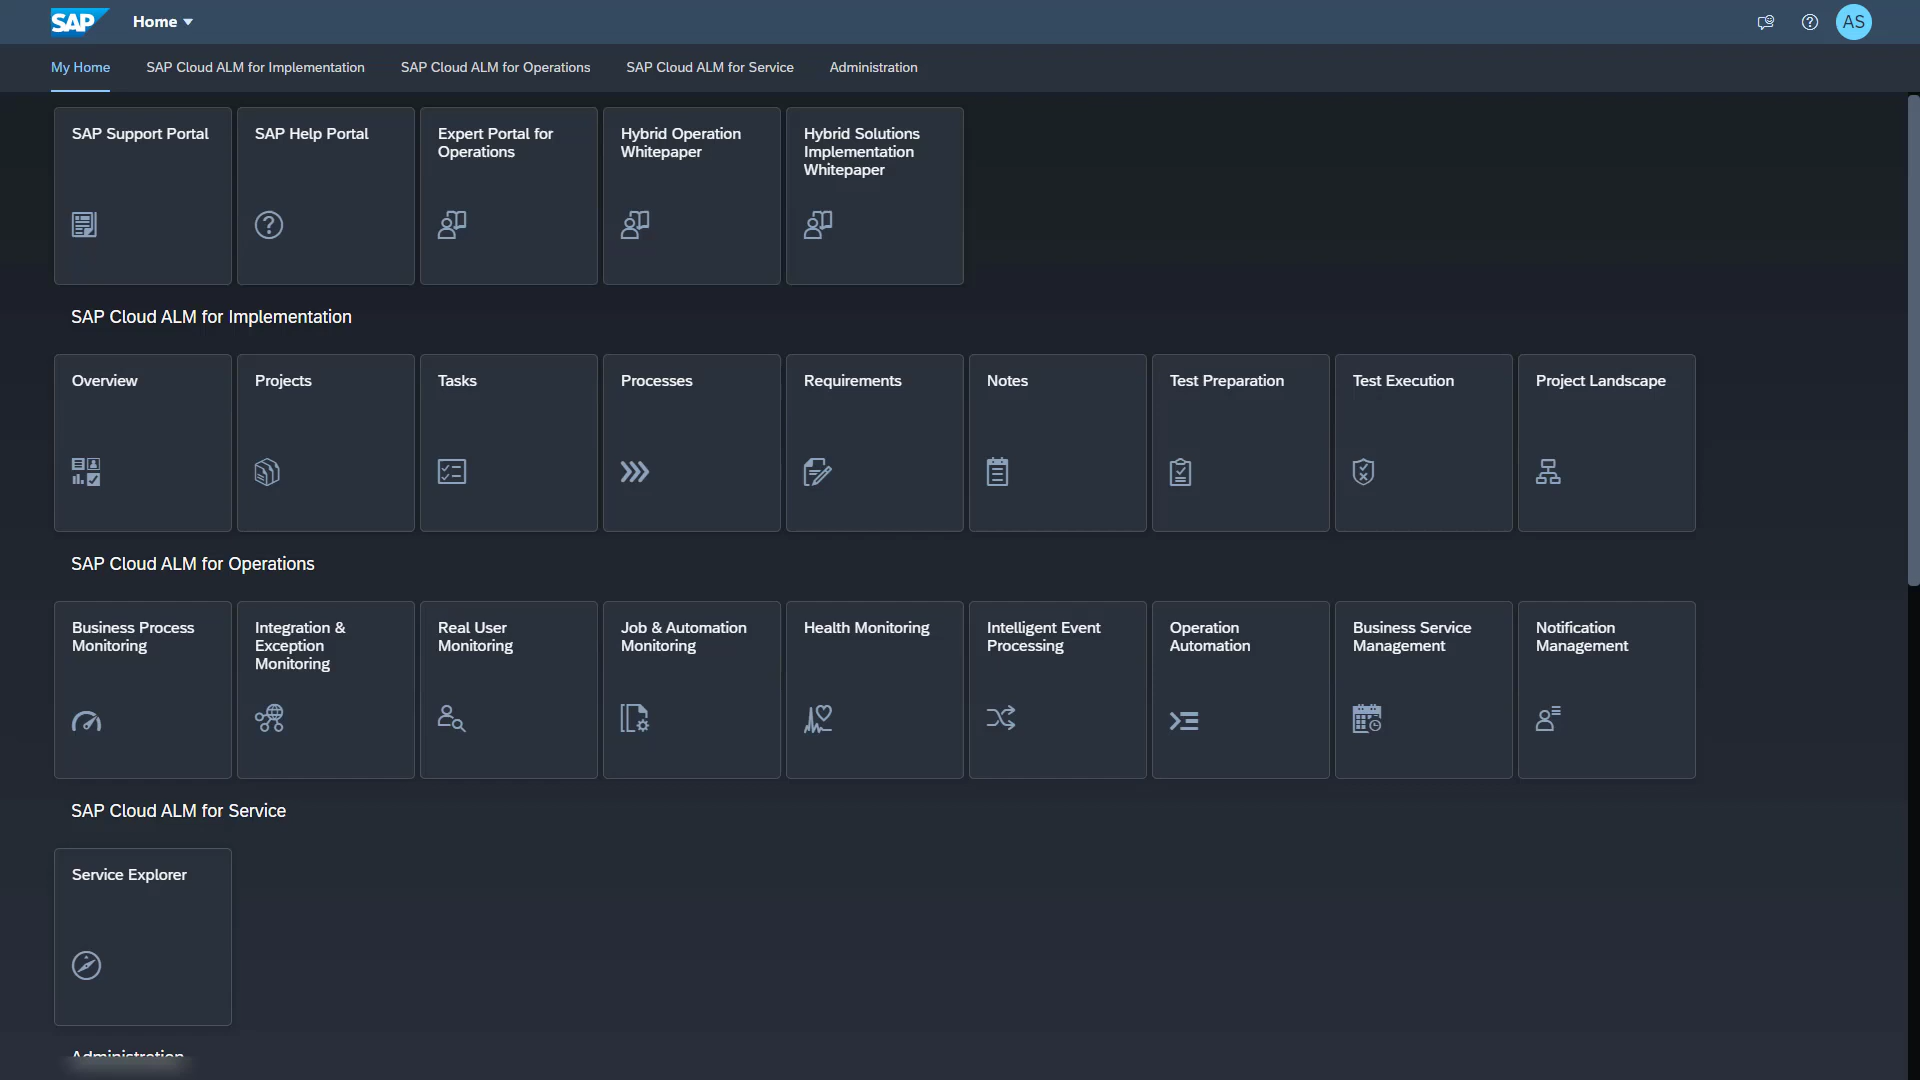 SAP Home
AS
My Home SAP Cloud ALM for Implementation SAP Cloud ALM for Operations SAP Cloud ALM for Service Administration
SAP Support Portal
SAP Help Portal
Expert Portal for
Operations
Hybrid Operation
Whitepaper
Hybrid Solutions
Implementation
Whitepaper
SAP Cloud ALM for Implementation
Overview
Projects
Tasks
Processes
Requirements
Notes
Test Preparation
Test Execution
Project Landscape
SAP Cloud ALM for Operations
Business Process
Monitoring
Integration &
Exception
Monitoring
Real User
Monitoring
Job & Automation
Monitoring
Health Monitoring
Intelligent Event
Processing
Operation
Automation
Business Service
Management
Notification
Management
SAP Cloud ALM for Service
Service Explorer
Administration